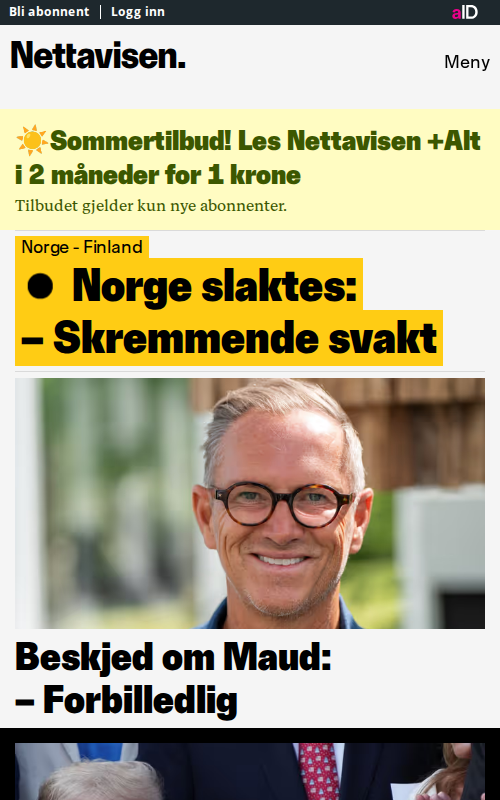 Bli abonnent | Logg inn
aID
Nettavisen.
Meny
☀️Sommertilbud! Les Nettavisen +Alt
i 2 måneder for 1 krone
Tilbudet gjelder kun nye abonnenter.
Norge - Finland
● Norge slaktes:
– Skremmende svakt
Beskjed om Maud:
– Forbilledlig